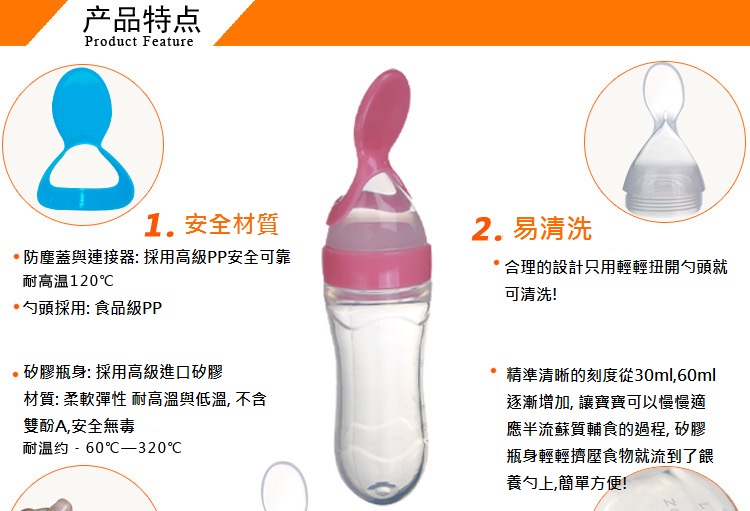 产品特点
Product Feature
1. 安全材質
• 防塵蓋與連接器: 採用高級PP安全可靠
耐高温120℃
• 勺頭採用: 食品級PP
• 矽膠瓶身: 採用高級進口矽膠
材質: 柔軟彈性 耐高溫與低溫, 不含
雙酚A,安全無毒
耐温约 - 60℃—320℃
2. 易清洗
• 合理的設計只用輕輕扭開勺頭就
可清洗!
• 精準清晰的刻度從30ml,60ml
逐漸增加, 讓寶寶可以慢慢適
應半流蘇質輔食的過程, 矽膠
瓶身輕輕擠壓食物就流到了餵
養勺上,簡單方便!